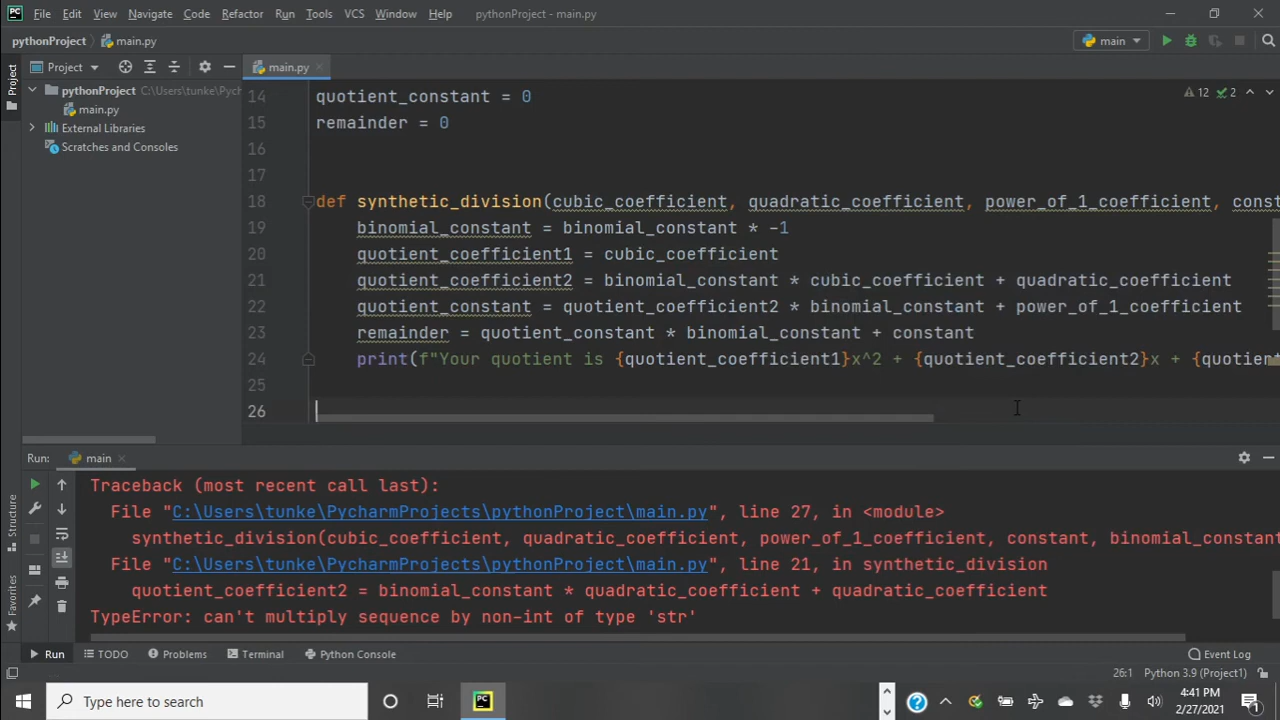 PC File Edit View Navigate Code Refactor Run Tools VCS Window Help pythonProject - main.py
pythonProject main.py main
Project main.py
Project
pythonProject C:\Users\tunke\Pych
main.py
External Libraries
Scratches and Consoles
12 2
14 quotient_constant = 0
15 remainder = 0
16
17
18 def synthetic_division(cubic_coefficient, quadratic_coefficient, power_of_1_coefficient, const
19 binomial_constant = binomial_constant * -1
20 quotient_coefficient1 = cubic_coefficient
21 quotient_coefficient2 = binomial_constant * cubic_coefficient + quadratic_coefficient
22 quotient_constant = quotient_coefficient2 * binomial_constant + power_of_1_coefficient
23 remainder = quotient_constant * binomial_constant + constant
24 print(f"Your quotient is {quotient_coefficient1}x^2 + {quotient_coefficient2}x + {quotient
25
26
Run: main
Traceback (most recent call last):
File "C:\Users\tunke\PycharmProjects\pythonProject\main.py", line 27, in <module>
synthetic_division(cubic_coefficient, quadratic_coefficient, power_of_1_coefficient, constant, binomial_constant
File "C:\Users\tunke\PycharmProjects\pythonProject\main.py", line 21, in synthetic_division
quotient_coefficient2 = binomial_constant * quadratic_coefficient + quadratic_coefficient
TypeError: can't multiply sequence by non-int of type 'str'
Structure
Favorites
Run TODO Problems Terminal Python Console Event Log
26:1 Python 3.9 (Project1)
Type here to search
PC
4:41 PM
2/27/2021
1